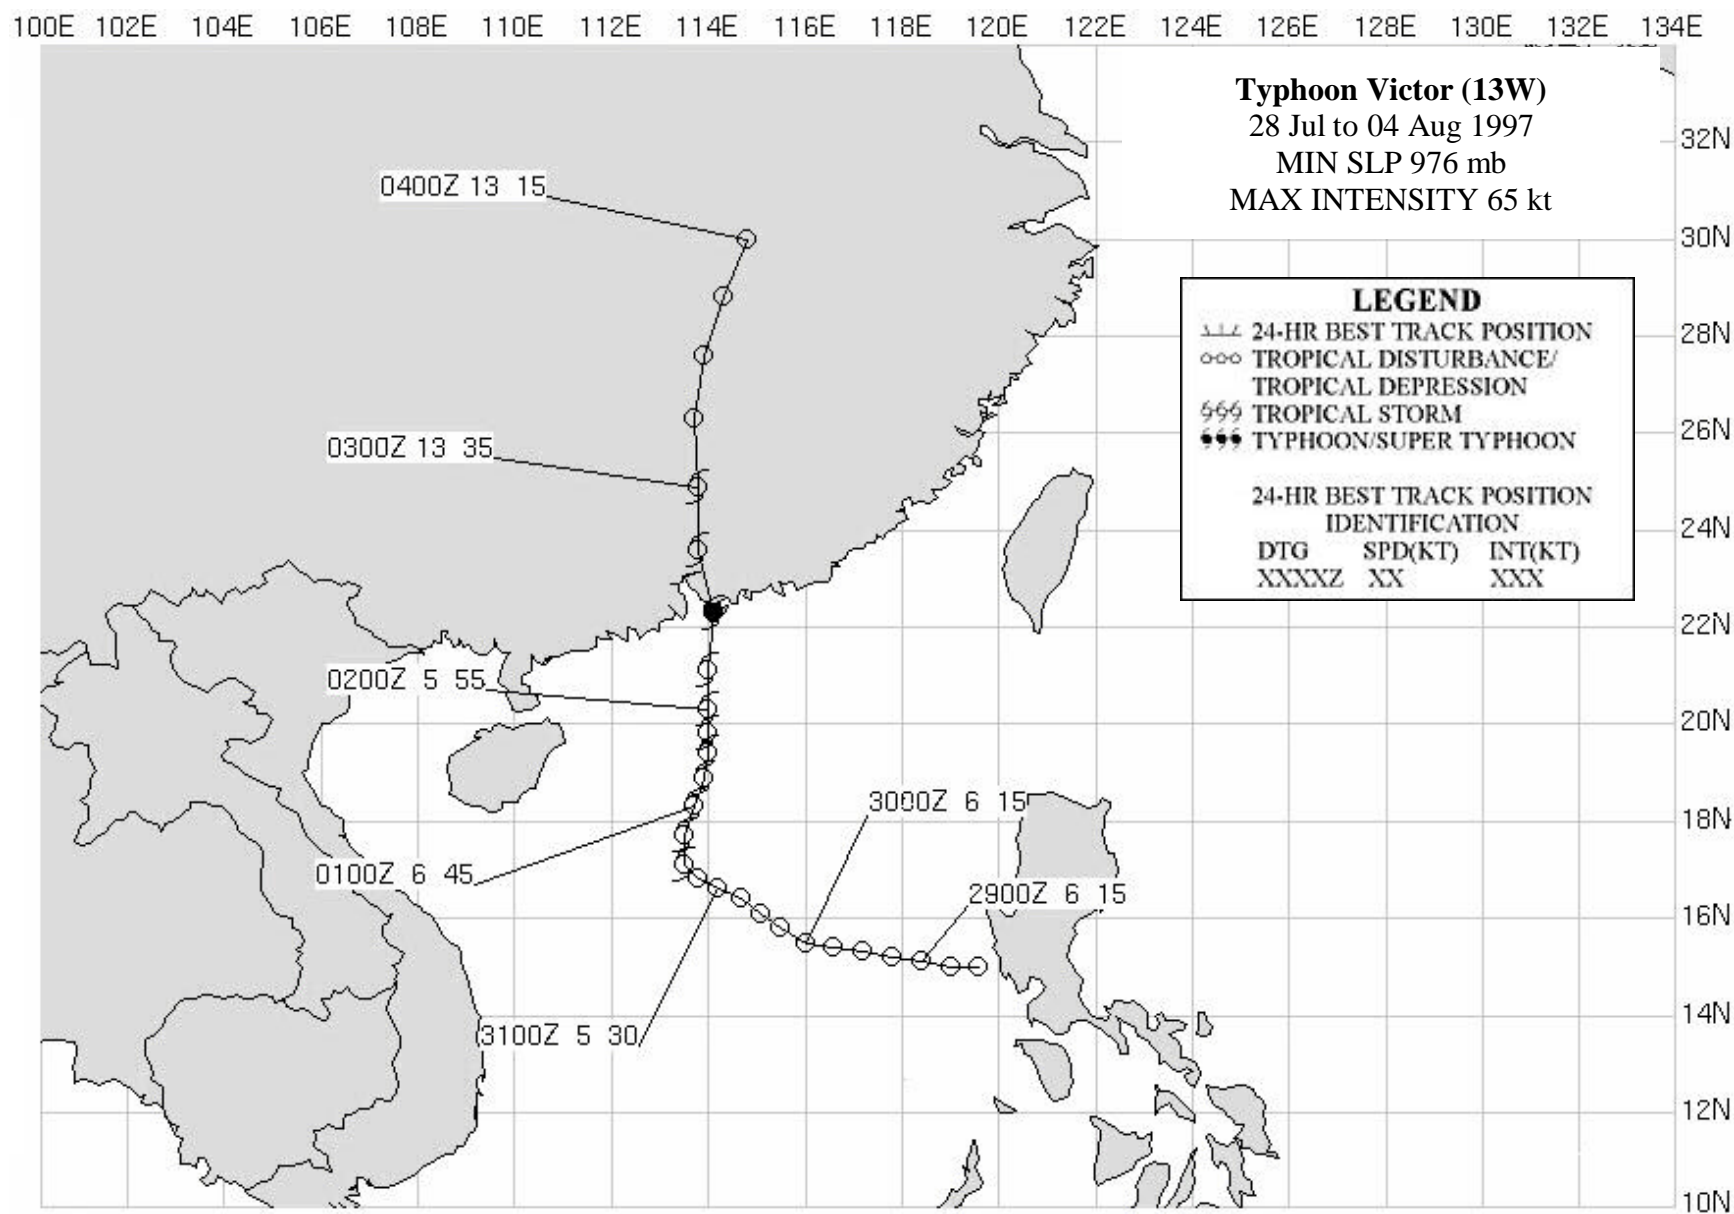 100E 102E 104E 106E 108E 110E 112E 114E 116E 118E 120E 122E 124E 126E 128E 130E 132E 134E
Typhoon Victor (13W)
28 Jul to 04 Aug 1997
MIN SLP 976 mb
MAX INTENSITY 65 kt
32N
0400Z 13 15
30N
LEGEND
24-HR BEST TRACK POSITION
TROPICAL DISTURBANCE/
TROPICAL DEPRESSION
TROPICAL STORM
TYPHOON/SUPER TYPHOON
24-HR BEST TRACK POSITION
IDENTIFICATION
DTG SPD(KT) INT(KT)
XXXXZ XX XXX
28N
26N
0300Z 13 35
24N
22N
0200Z 5 55
20N
3000Z 6 15
18N
0100Z 6 45
2900Z 6 15
16N
3100Z 5 30
14N
12N
10N